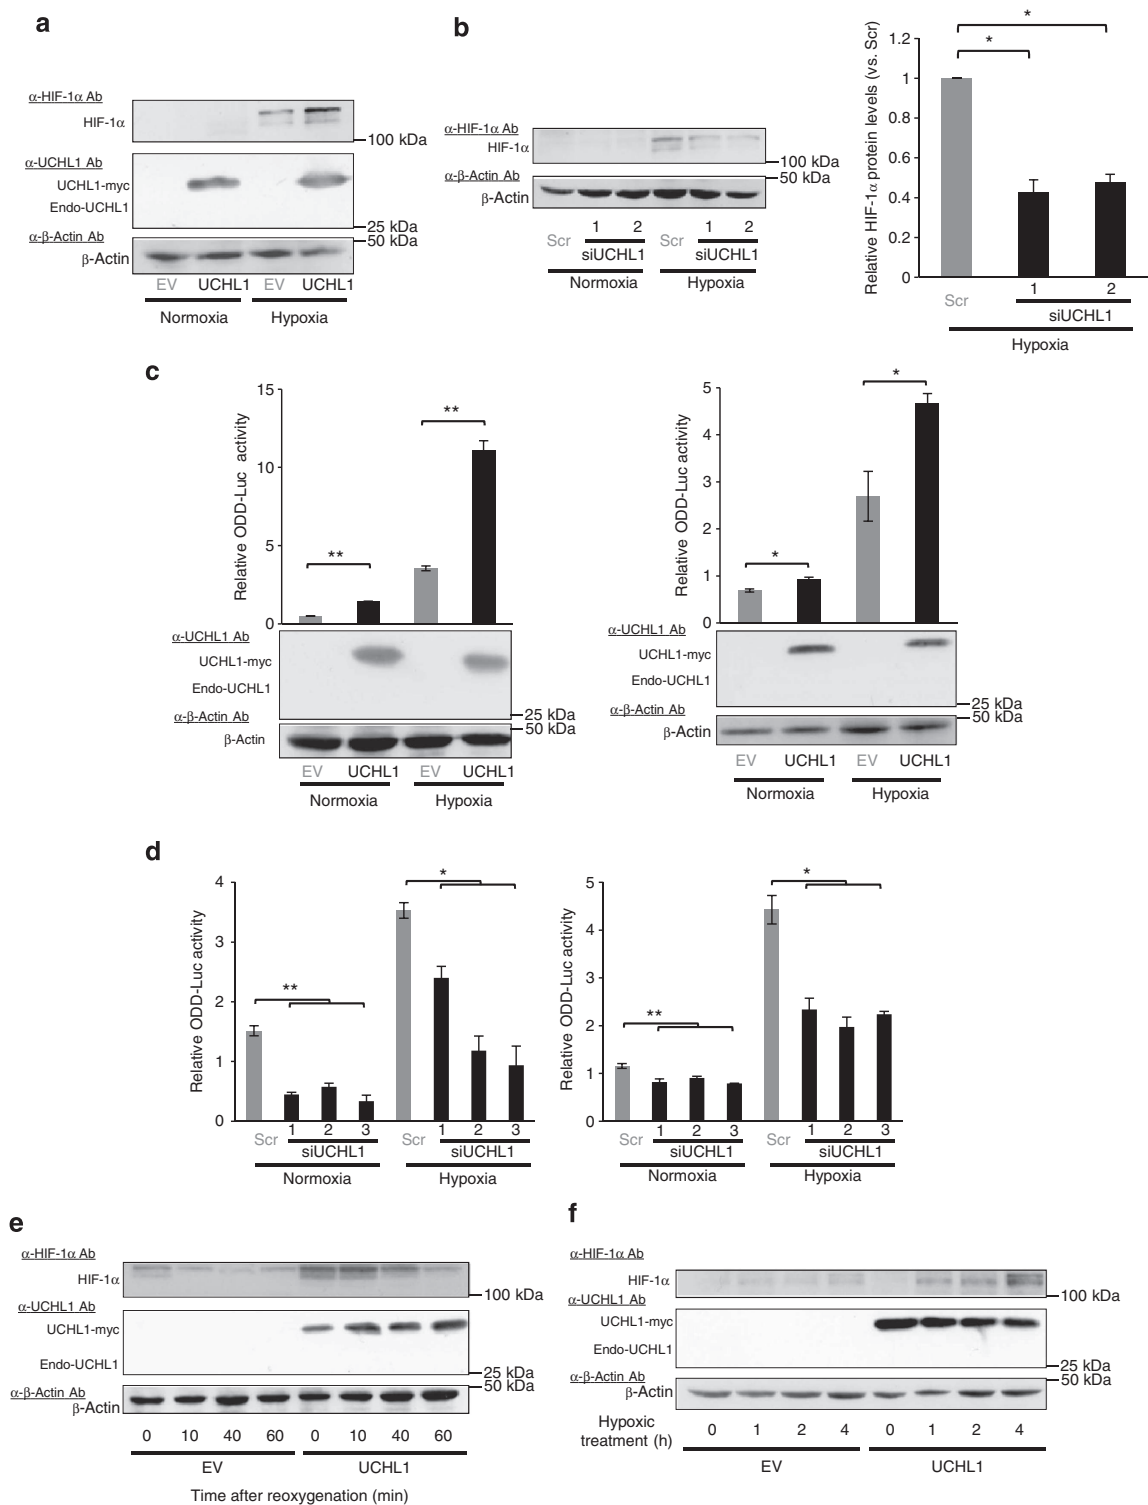 a
α-HIF-1α Ab
HIF-1α
100 kDa
α-UCHL1 Ab
UCHL1-myc
Endo-UCHL1
25 kDa
α-β-Actin Ab
50 kDa
β-Actin
EV UCHL1 EV UCHL1
Normoxia Hypoxia
b
α-HIF-1α Ab
HIF-1α
100 kDa
α-β-Actin Ab
50 kDa
β-Actin
1 2 1 2
Scr siUCHL1 Scr siUCHL1
Normoxia Hypoxia
Relative HIF-1α protein levels (vs. Scr)
1.2
1
0.8
0.6
0.4
0.2
0
*
*
Scr 1 2
siUCHL1
Hypoxia
c
Relative ODD-Luc activity
15
10
5
0
**
**
α-UCHL1 Ab
UCHL1-myc
Endo-UCHL1
25 kDa
α-β-Actin Ab
50 kDa
β-Actin
EV UCHL1 EV UCHL1
Normoxia Hypoxia
Relative ODD-Luc activity
5
4
3
2
1
0
*
*
α-UCHL1 Ab
UCHL1-myc
Endo-UCHL1
25 kDa
α-β-Actin Ab
50 kDa
β-Actin
EV UCHL1 EV UCHL1
Normoxia Hypoxia
d
Relative ODD-Luc activity
4
3
2
1
0
**
*
Scr 1 2 3 1 2 3
siUCHL1 Scr siUCHL1
Normoxia Hypoxia
Relative ODD-Luc activity
5
4
3
2
1
0
**
*
Scr 1 2 3 Scr 1 2 3
siUCHL1 siUCHL1
Normoxia Hypoxia
e
α-HIF-1α Ab
HIF-1α
100 kDa
α-UCHL1 Ab
UCHL1-myc
Endo-UCHL1
25 kDa
α-β-Actin Ab
50 kDa
β-Actin
0 10 40 60 0 10 40 60
EV UCHL1
Time after reoxygenation (min)
f
α-HIF-1α Ab
HIF-1α
100 kDa
α-UCHL1 Ab
UCHL1-myc
Endo-UCHL1
25 kDa
α-β-Actin Ab
50 kDa
β-Actin
Hypoxic treatment (h)
0 1 2 4 0 1 2 4
EV UCHL1